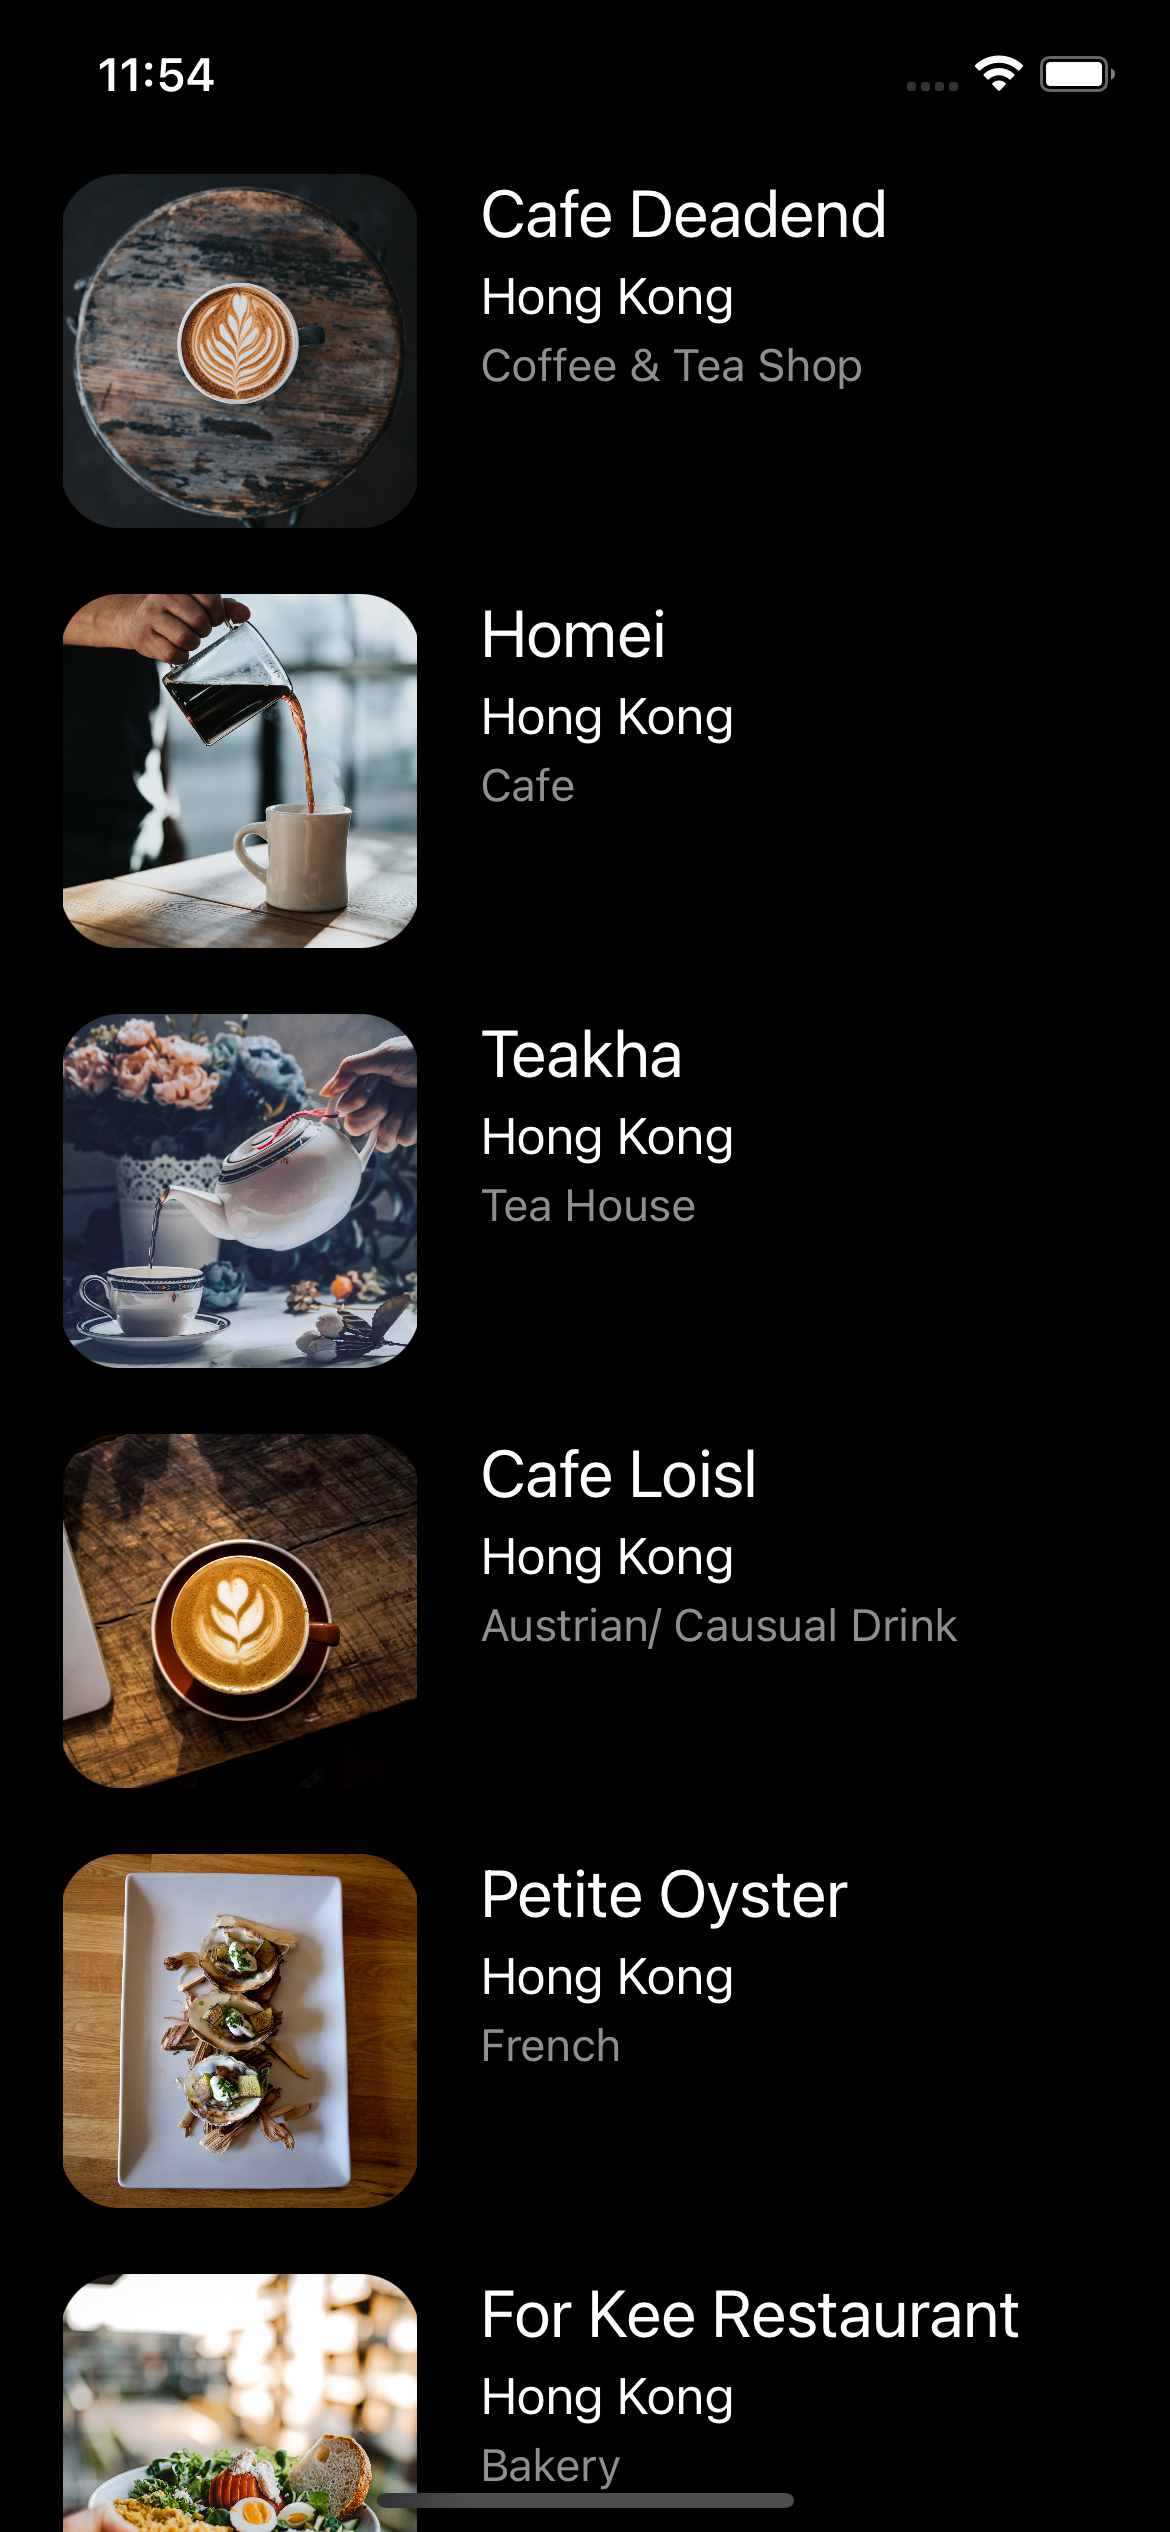 11:54
Cafe Deadend
Hong Kong
Coffee & Tea Shop
Homei
Hong Kong
Cafe
Teakha
Hong Kong
Tea House
Cafe Loisl
Hong Kong
Austrian/ Causual Drink
Petite Oyster
Hong Kong
French
For Kee Restaurant
Hong Kong
Bakery